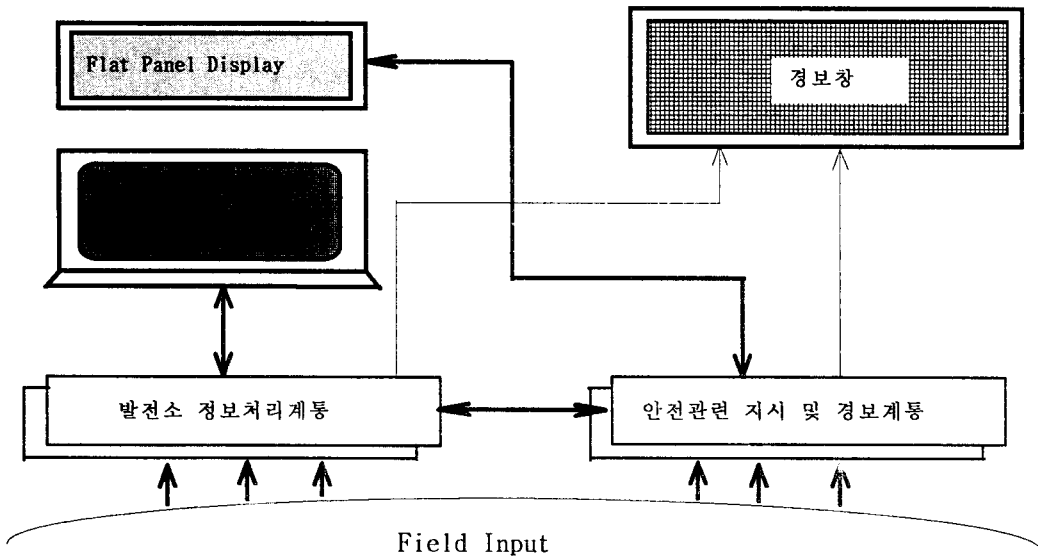 Flat Panel Display
경보창
발전소 정보처리계통
안전관련 지시 및 경보계통
Field Input